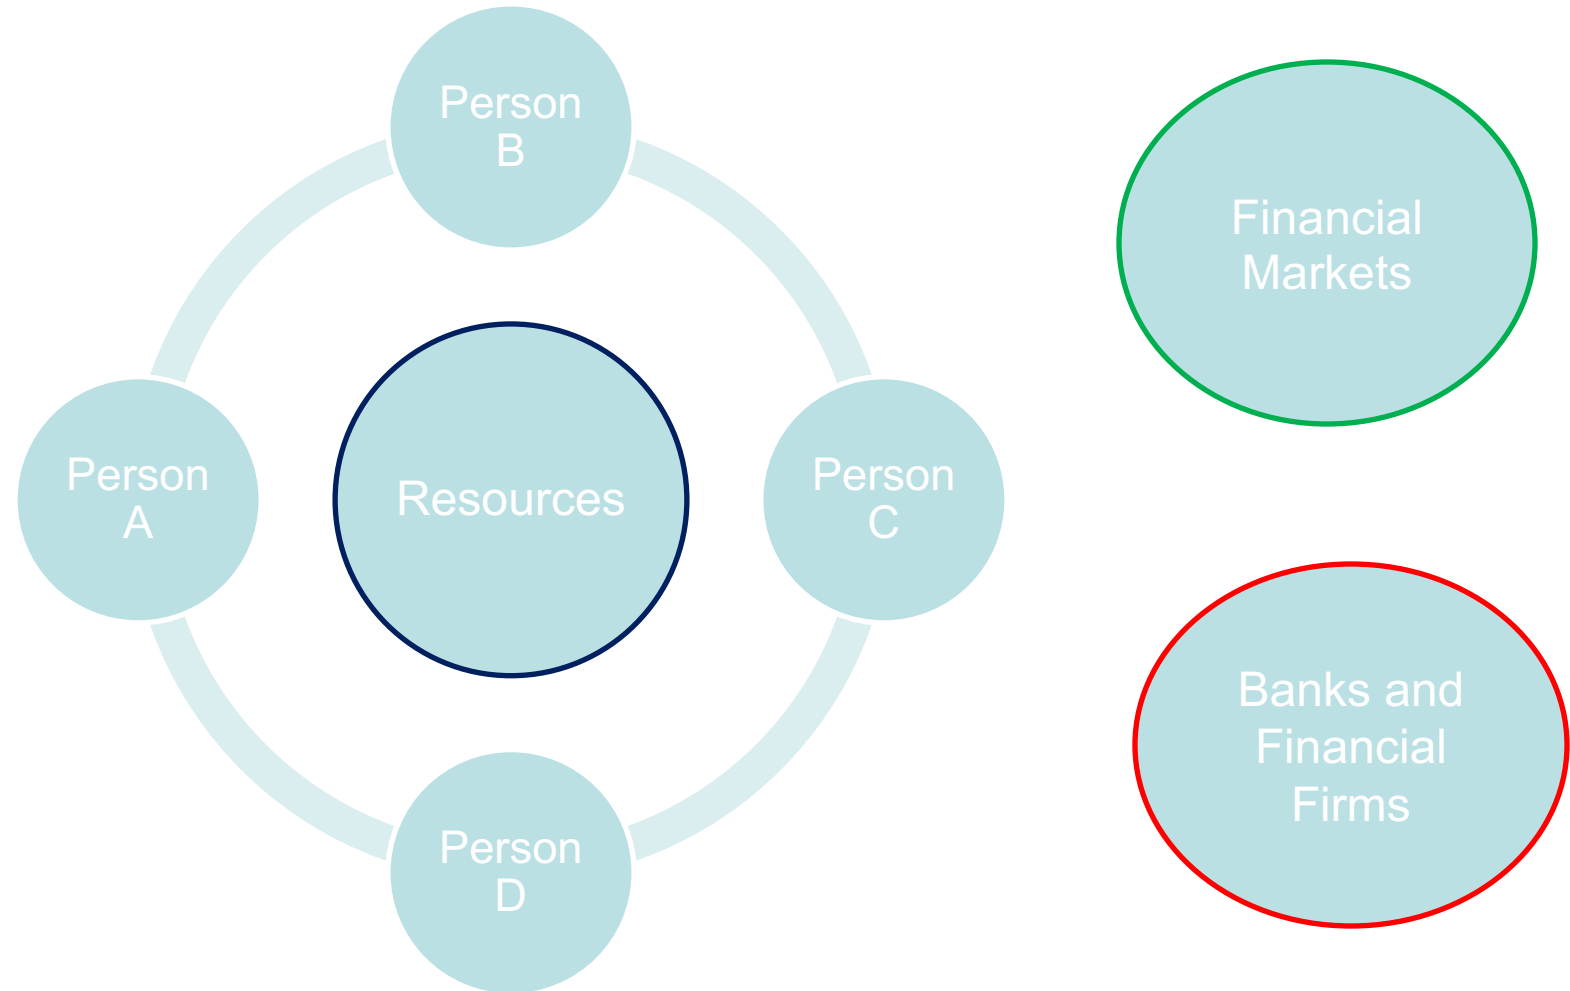 Person
B
Financial
Markets
Person
A
Resources
Person
C
Banks and
Financial
Firms
Person
D